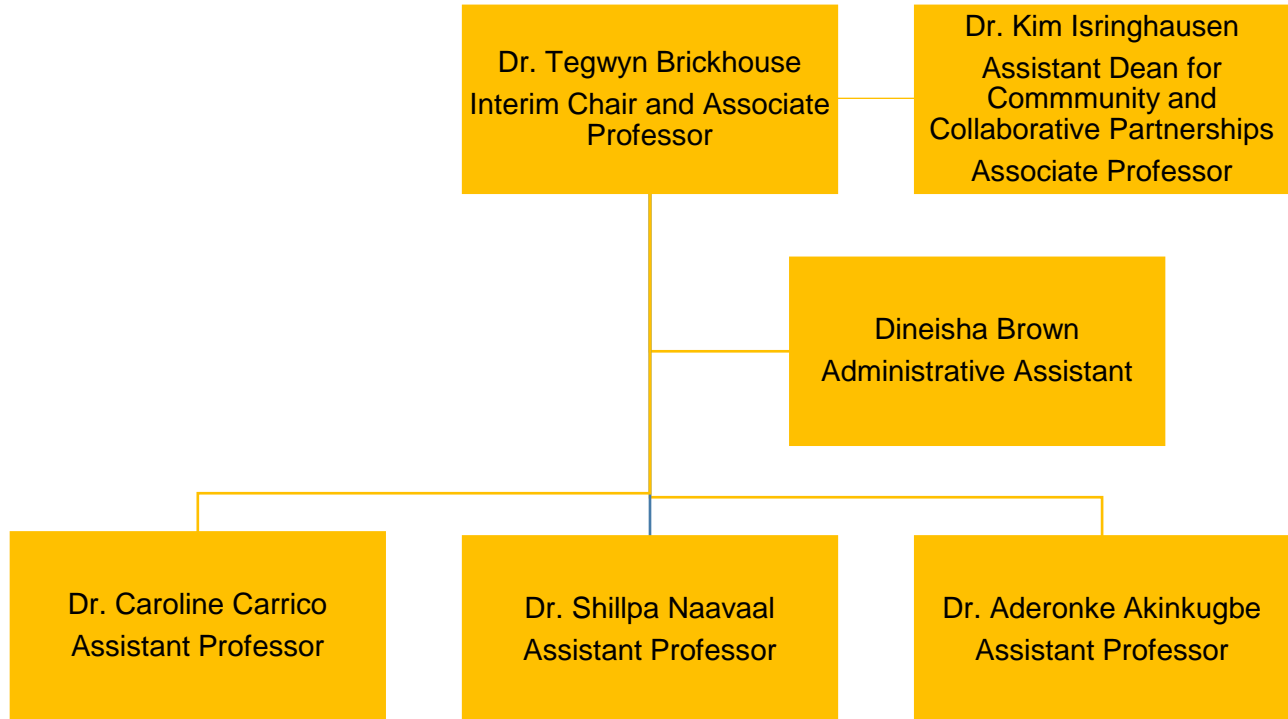 Dr. Tegwyn Brickhouse
Interim Chair and Associate
Professor
Dr. Kim Isringhausen
Assistant Dean for
Commmunity and
Collaborative Partnerships
Associate Professor
Dineisha Brown
Administrative Assistant
Dr. Caroline Carrico
Assistant Professor
Dr. Shillpa Naavaal
Assistant Professor
Dr. Aderonke Akinkugbe
Assistant Professor